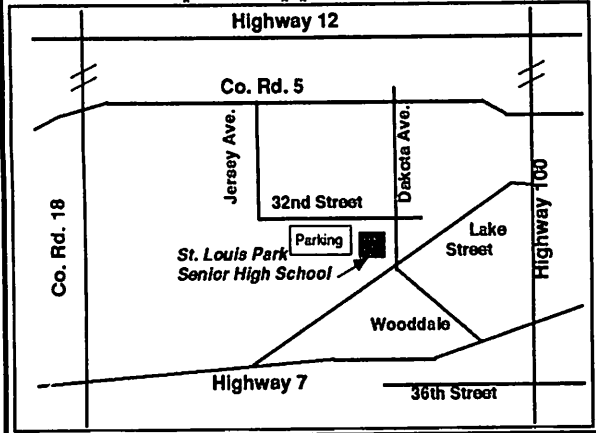 Highway 12
Co. Rd. 5
Jersey Ave.
Dakota Ave.
32nd Street
Parking
St. Louis Park
Senior High School
Lake
Street
Highway 100
Co. Rd. 18
Wooddale
Highway 7
36th Street